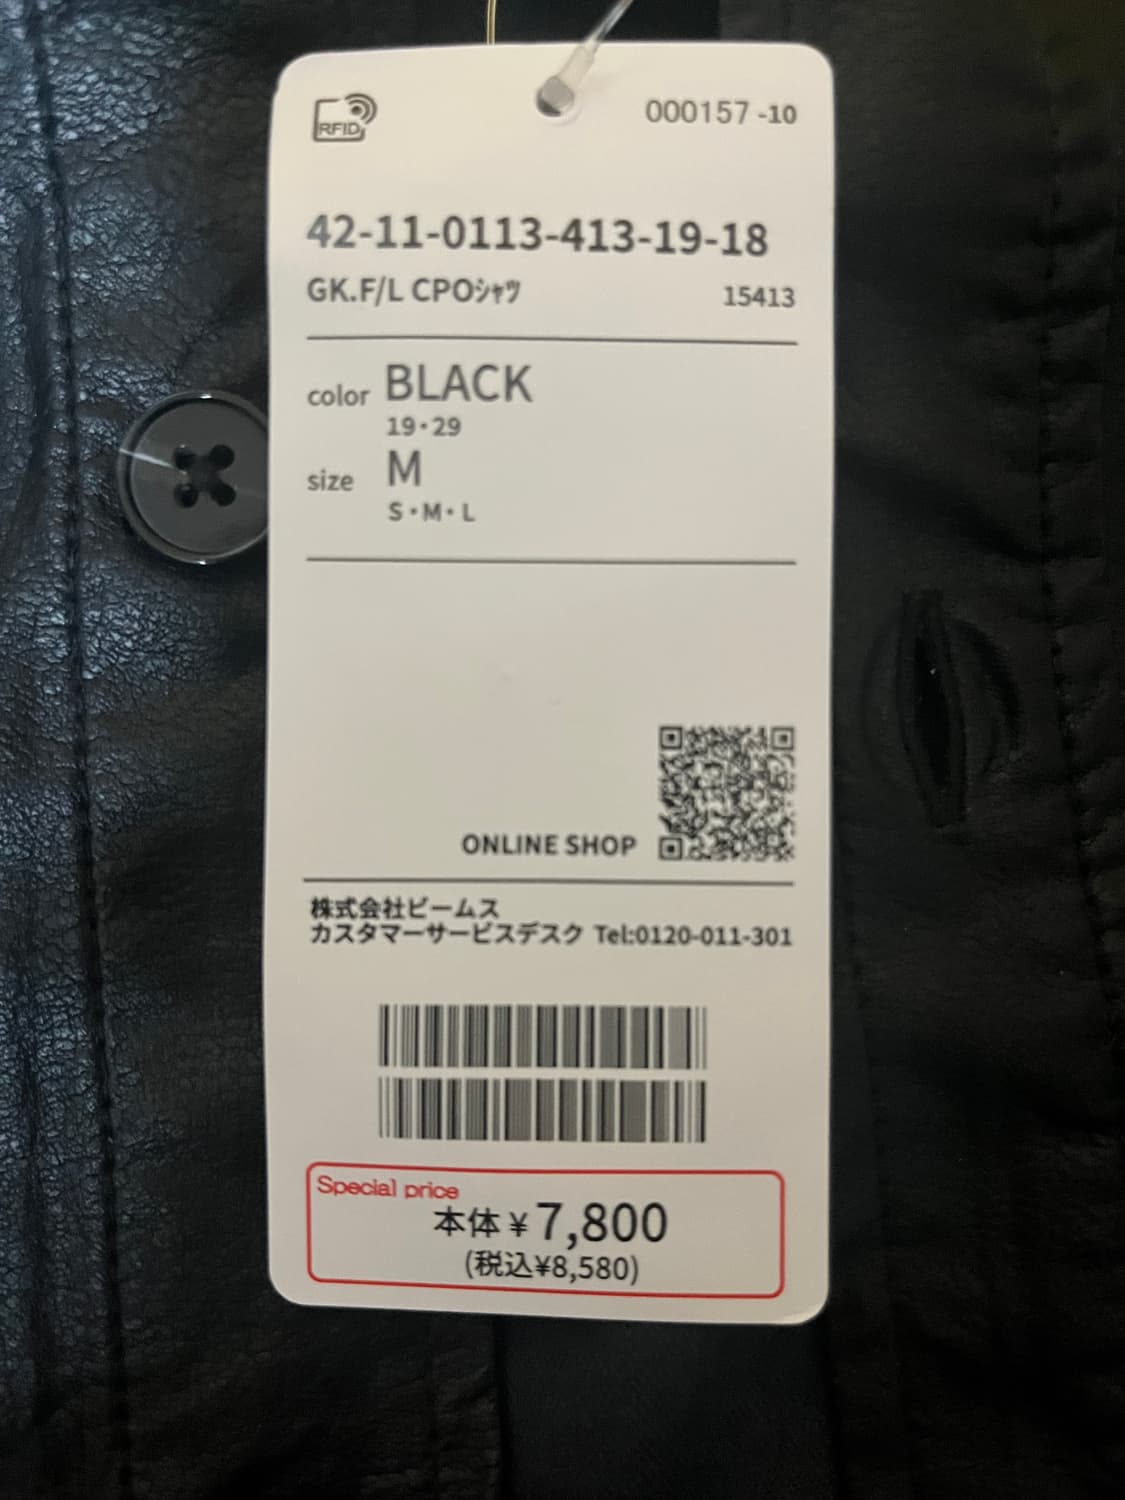 RFID
000157 -10
42-11-0113-413-19-18
GK.F/L CPOｼｬﾂ 15413
color BLACK
19・29
size M
S・M・L
ONLINE SHOP
株式会社ビームス
カスタマーサービスデスク Tel:0120-011-301
Special price
本体¥7,800
(税込¥8,580)